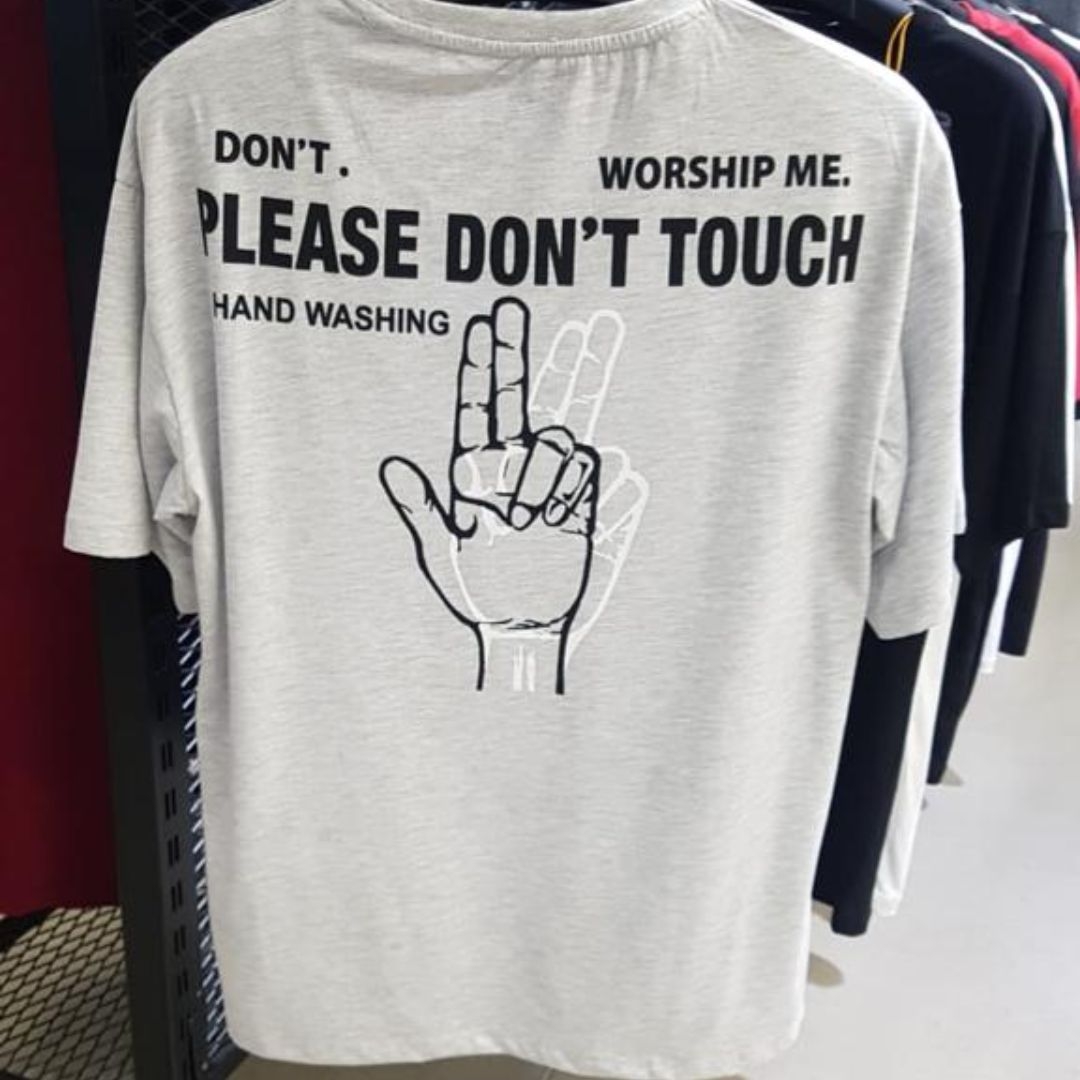 DON'T. WORSHIP ME.
PLEASE DON'T TOUCH
HAND WASHING